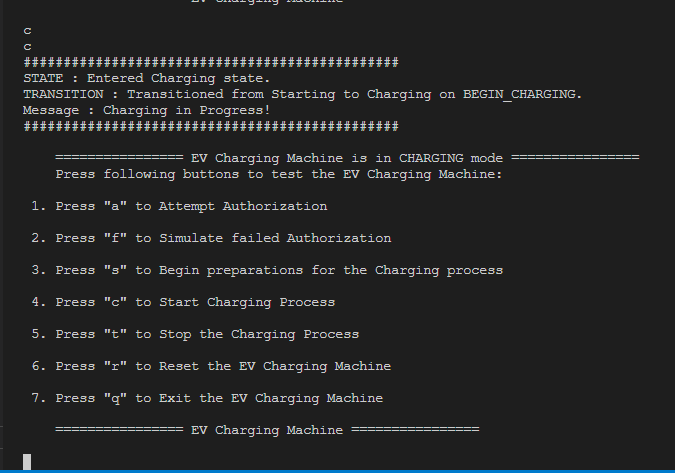 EV Charging Machine
c
c
###############################################
STATE : Entered Charging state.
TRANSITION : Transitioned from Starting to Charging on BEGIN_CHARGING.
Message : Charging in Progress!
###############################################
================ EV Charging Machine is in CHARGING mode ================
Press following buttons to test the EV Charging Machine:
1. Press "a" to Attempt Authorization
2. Press "f" to Simulate failed Authorization
3. Press "s" to Begin preparations for the Charging process
4. Press "c" to Start Charging Process
5. Press "t" to Stop the Charging Process
6. Press "r" to Reset the EV Charging Machine
7. Press "q" to Exit the EV Charging Machine
================ EV Charging Machine ================